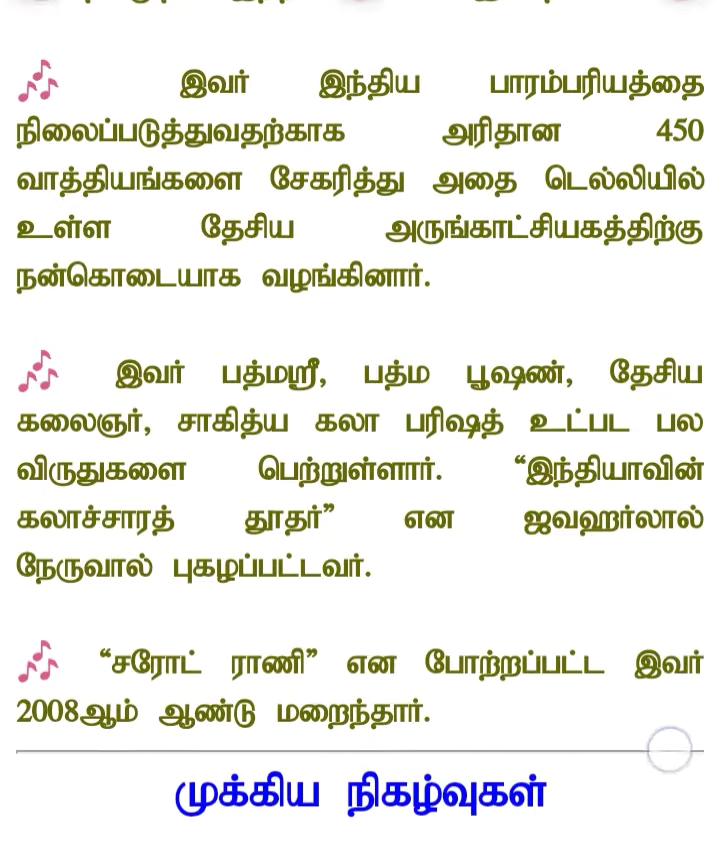 இவர் இந்திய பாரம்பரியத்தை
நிலைப்படுத்துவதற்காக அரிதான 450
வாத்தியங்களை சேகரித்து அதை டெல்லியில்
உள்ள தேசிய அருங்காட்சியகத்திற்கு
நன்கொடையாக வழங்கினார்.
இவர் பத்மஸ்ரீ, பத்ம பூஷண், தேசிய
கலைஞர், சாகித்ய கலா பரிஷத் உட்பட பல
விருதுகளை பெற்றுள்ளார். “இந்தியாவின்
கலாச்சாரத் தூதர்” என ஜவஹர்லால்
நேருவால் புகழப்பட்டவர்.
“சரோட் ராணி” என போற்றப்பட்ட இவர்
2008ஆம் ஆண்டு மறைந்தார்.
முக்கிய நிகழ்வுகள்